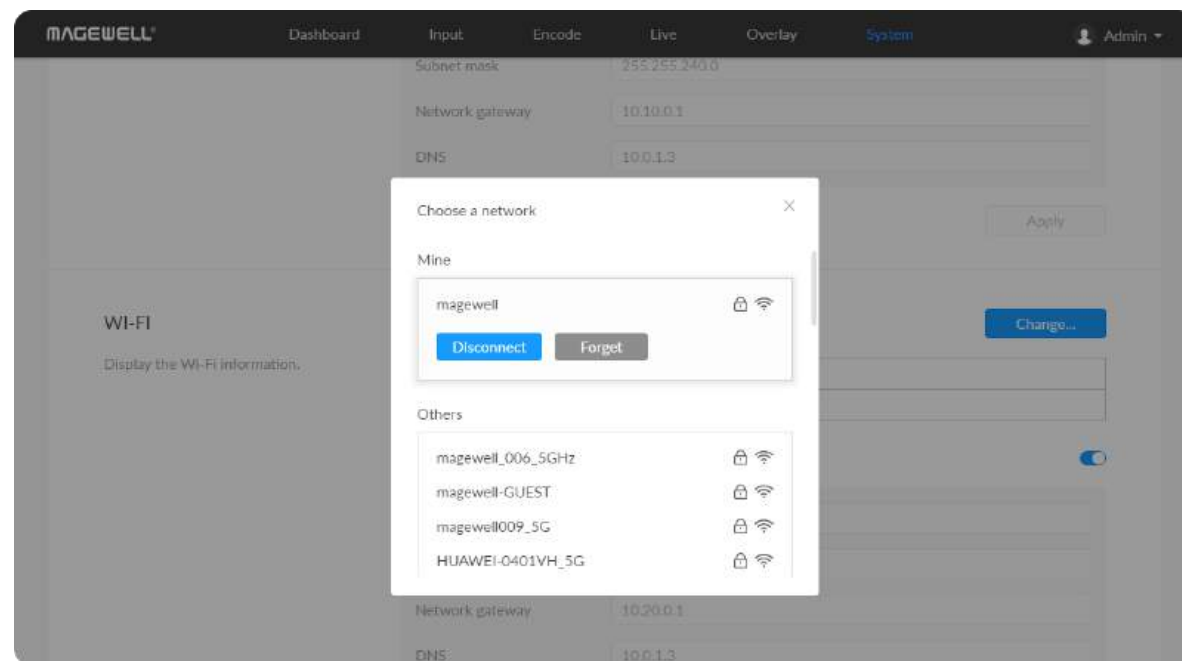 MAGEWELL® Dashboard Input Encode Live Overlay System Admin
Subnet mask 255.255.240.0
Network gateway 10.10.0.1
DNS 10.0.1.3
Apply
Choose a network
Mine
magewell
Disconnect Forget
Others
magewell_006_5GHz
magewell-GUEST
magewell009_5G
HUAWEI-0401VH_5G
WI-FI
Change...
Display the Wi-Fi information.
Network gateway 10.20.0.1
DNS 10.0.1.3